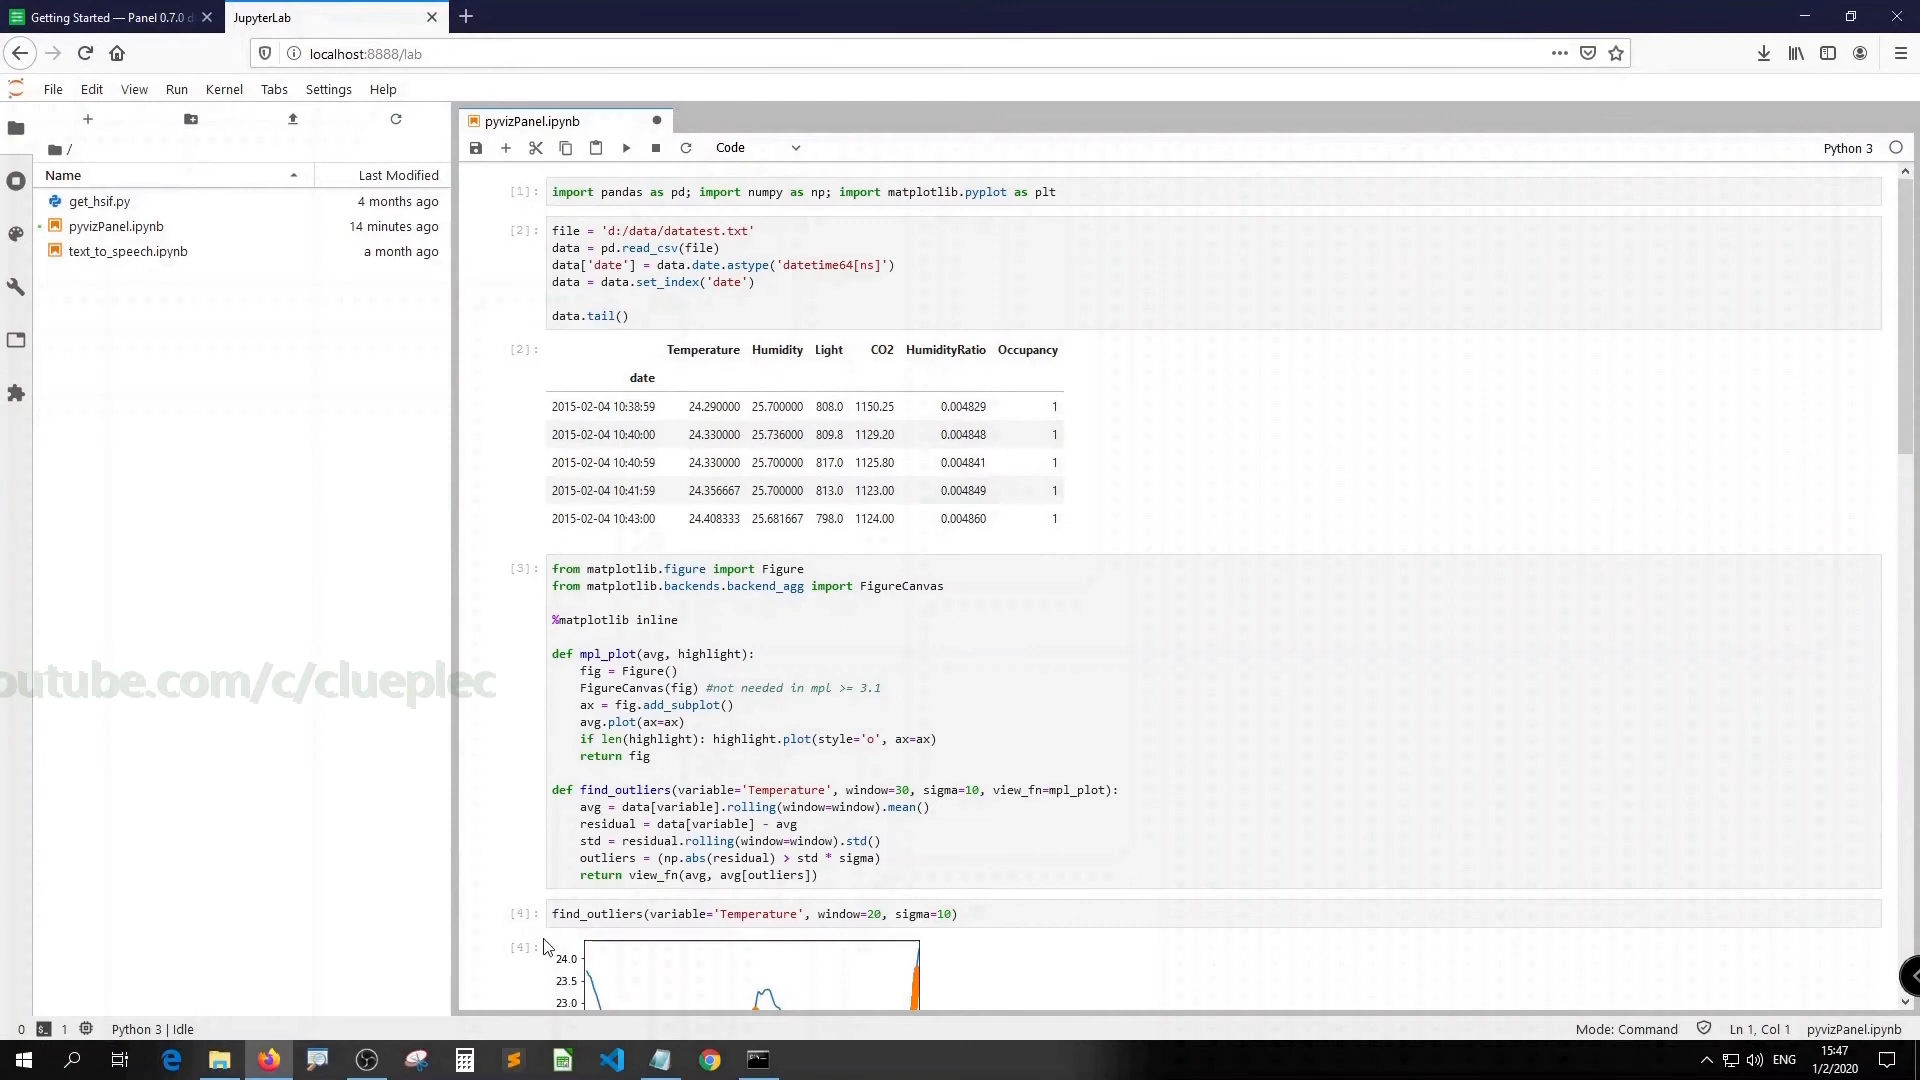 Getting Started — Panel 0.7.0 d
JupyterLab
localhost:8888/lab
File Edit View Run Kernel Tabs Settings Help
pyvizPanel.ipynb
/
Code
Python 3
Name Last Modified
get_hsif.py 4 months ago
pyvizPanel.ipynb 14 minutes ago
text_to_speech.ipynb a month ago
[1]: import pandas as pd; import numpy as np; import matplotlib.pyplot as plt
[2]: file = 'd:/data/datatest.txt'
data = pd.read_csv(file)
data['date'] = data.date.astype('datetime64[ns]')
data = data.set_index('date')
data.tail()
[2]: Temperature Humidity Light CO2 HumidityRatio Occupancy
date
2015-02-04 10:38:59 24.290000 25.700000 808.0 1150.25 0.004829 1
2015-02-04 10:40:00 24.330000 25.736000 809.8 1129.20 0.004848 1
2015-02-04 10:40:59 24.330000 25.700000 817.0 1125.80 0.004841 1
2015-02-04 10:41:59 24.356667 25.700000 813.0 1123.00 0.004849 1
2015-02-04 10:43:00 24.408333 25.681667 798.0 1124.00 0.004860 1
[3]: from matplotlib.figure import Figure
from matplotlib.backends.backend_agg import FigureCanvas
%matplotlib inline
def mpl_plot(avg, highlight):
fig = Figure()
FigureCanvas(fig) #not needed in mpl >= 3.1
ax = fig.add_subplot()
avg.plot(ax=ax)
if len(highlight): highlight.plot(style='o', ax=ax)
return fig
def find_outliers(variable='Temperature', window=30, sigma=10, view_fn=mpl_plot):
avg = data[variable].rolling(window=window).mean()
residual = data[variable] - avg
std = residual.rolling(window=window).std()
outliers = (np.abs(residual) > std * sigma)
return view_fn(avg, avg[outliers])
[4]: find_outliers(variable='Temperature', window=20, sigma=10)
[4]:
24.0
23.5
23.0
outube.com/c/clueplec
0 1 Python 3 | Idle
Mode: Command Ln 1, Col 1 pyvizPanel.ipynb
ENG
15:47
1/2/2020